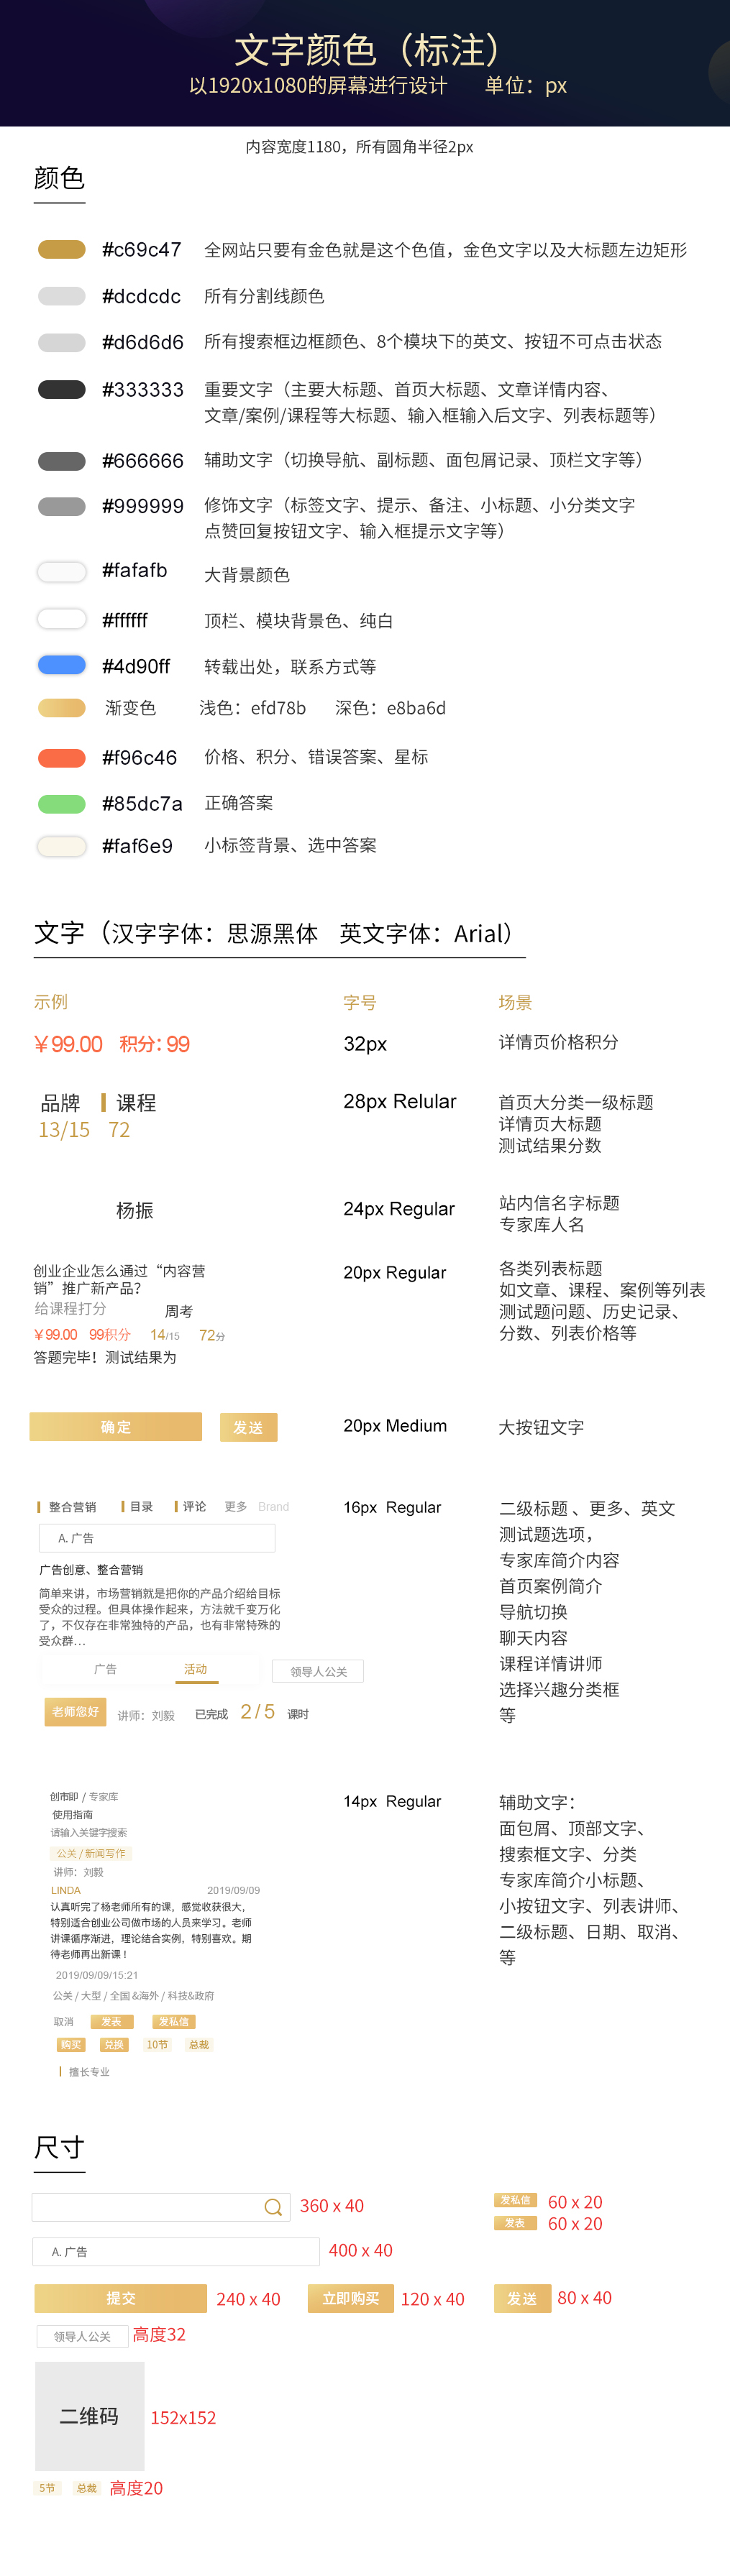 文字颜色（标注）
以1920x1080的屏幕进行设计 单位：px
内容宽度1180，所有圆角半径2px
颜色
#c69c47 全网站只要有金色就是这个色值，金色文字以及大标题左边矩形
#dcdcdc 所有分割线颜色
#d6d6d6 所有搜索框边框颜色、8个模块下的英文、按钮不可点击状态
#333333 重要文字（主要大标题、首页大标题、文章详情内容、
文章/案例/课程等大标题、输入框输入后文字、列表标题等）
#666666 辅助文字（切换导航、副标题、面包屑记录、顶栏文字等）
#999999 修饰文字（标签文字、提示、备注、小标题、小分类文字
点赞回复按钮文字、输入框提示文字等）
#fafafb 大背景颜色
#ffffff 顶栏、模块背景色、纯白
#4d90ff 转载出处，联系方式等
渐变色 浅色：efd78b 深色：e8ba6d
#f96c46 价格、积分、错误答案、星标
#85dc7a 正确答案
#faf6e9 小标签背景、选中答案
文字（汉字字体：思源黑体 英文字体：Arial）
示例 字号 场景
￥99.00 积分：99 32px 详情页价格积分
品牌 课程 28px Relular 首页大分类一级标题
13/15 72 详情页大标题
测试结果分数
杨振 24px Regular 站内信名字标题
专家库人名
创业企业怎么通过“内容营 20px Regular 各类列表标题
销”推广新产品？ 如文章、课程、案例等列表
给课程打分 周考 测试题问题、历史记录、
￥99.00 99积分 14/15 72分 分数、列表价格等
答题完毕！测试结果为
确定 发送 20px Medium 大按钮文字
整合营销 目录 评论 更多 Brand 16px Regular 二级标题 、更多、英文
A. 广告 测试题选项，
广告创意、整合营销 专家库简介内容
简单来讲，市场营销就是把你的产品介绍给目标 首页案例简介
受众的过程。但具体操作起来，方法就千变万化 导航切换
了，不仅存在非常独特的产品，也有非常特殊的 聊天内容
受众群... 课程详情讲师
广告 活动 领导人公关 选择兴趣分类框
老师您好 讲师：刘毅 已完成 2/5 课时 等
创市即 / 专家库 14px Regular 辅助文字：
使用指南 面包屑、顶部文字、
请输入关键字搜索 搜索框文字、分类
公关 / 新闻写作 专家库简介小标题、
讲师：刘毅
LINDA 2019/09/09 小按钮文字、列表讲师、
认真听完了杨老师所有的课，感觉收获很大， 二级标题、日期、取消、
特别适合创业公司做市场的人员来学习。老师 等
讲课循序渐进，理论结合实例，特别喜欢。期
待老师再出新课！
2019/09/09/15:21
公关 / 大型 / 全国 &海外 / 科技&政府
取消 发表 发私信
购买 兑换 10节 总裁
擅长专业
尺寸
360 x 40 发私信 60 x 20
发表 60 x 20
A. 广告 400 x 40
提交 240 x 40 立即购买 120 x 40 发送 80 x 40
领导人公关 高度32
二维码 152x152
5节 总裁 高度20